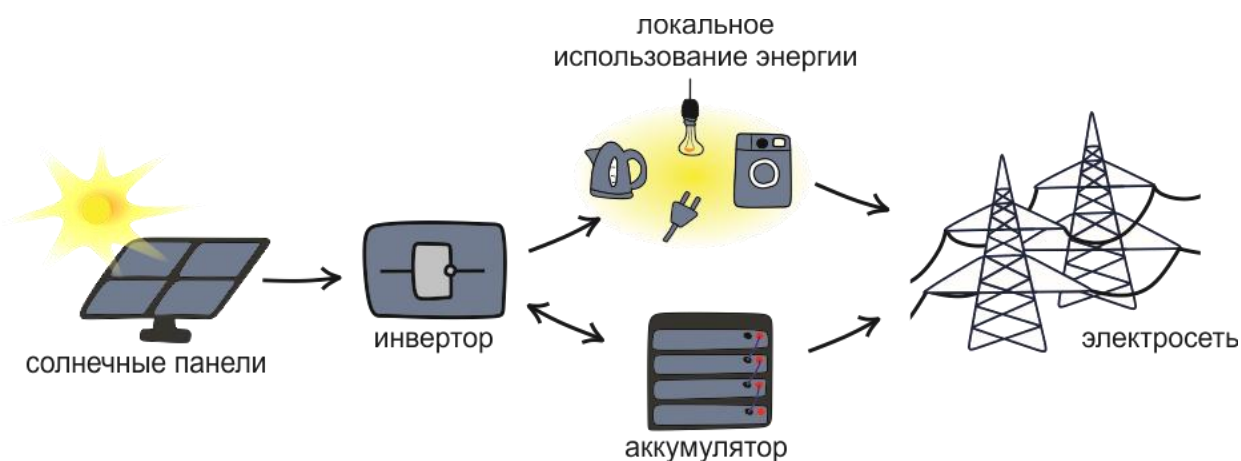 локальное
использование энергии
солнечные панели
инвертор
аккумулятор
электросеть